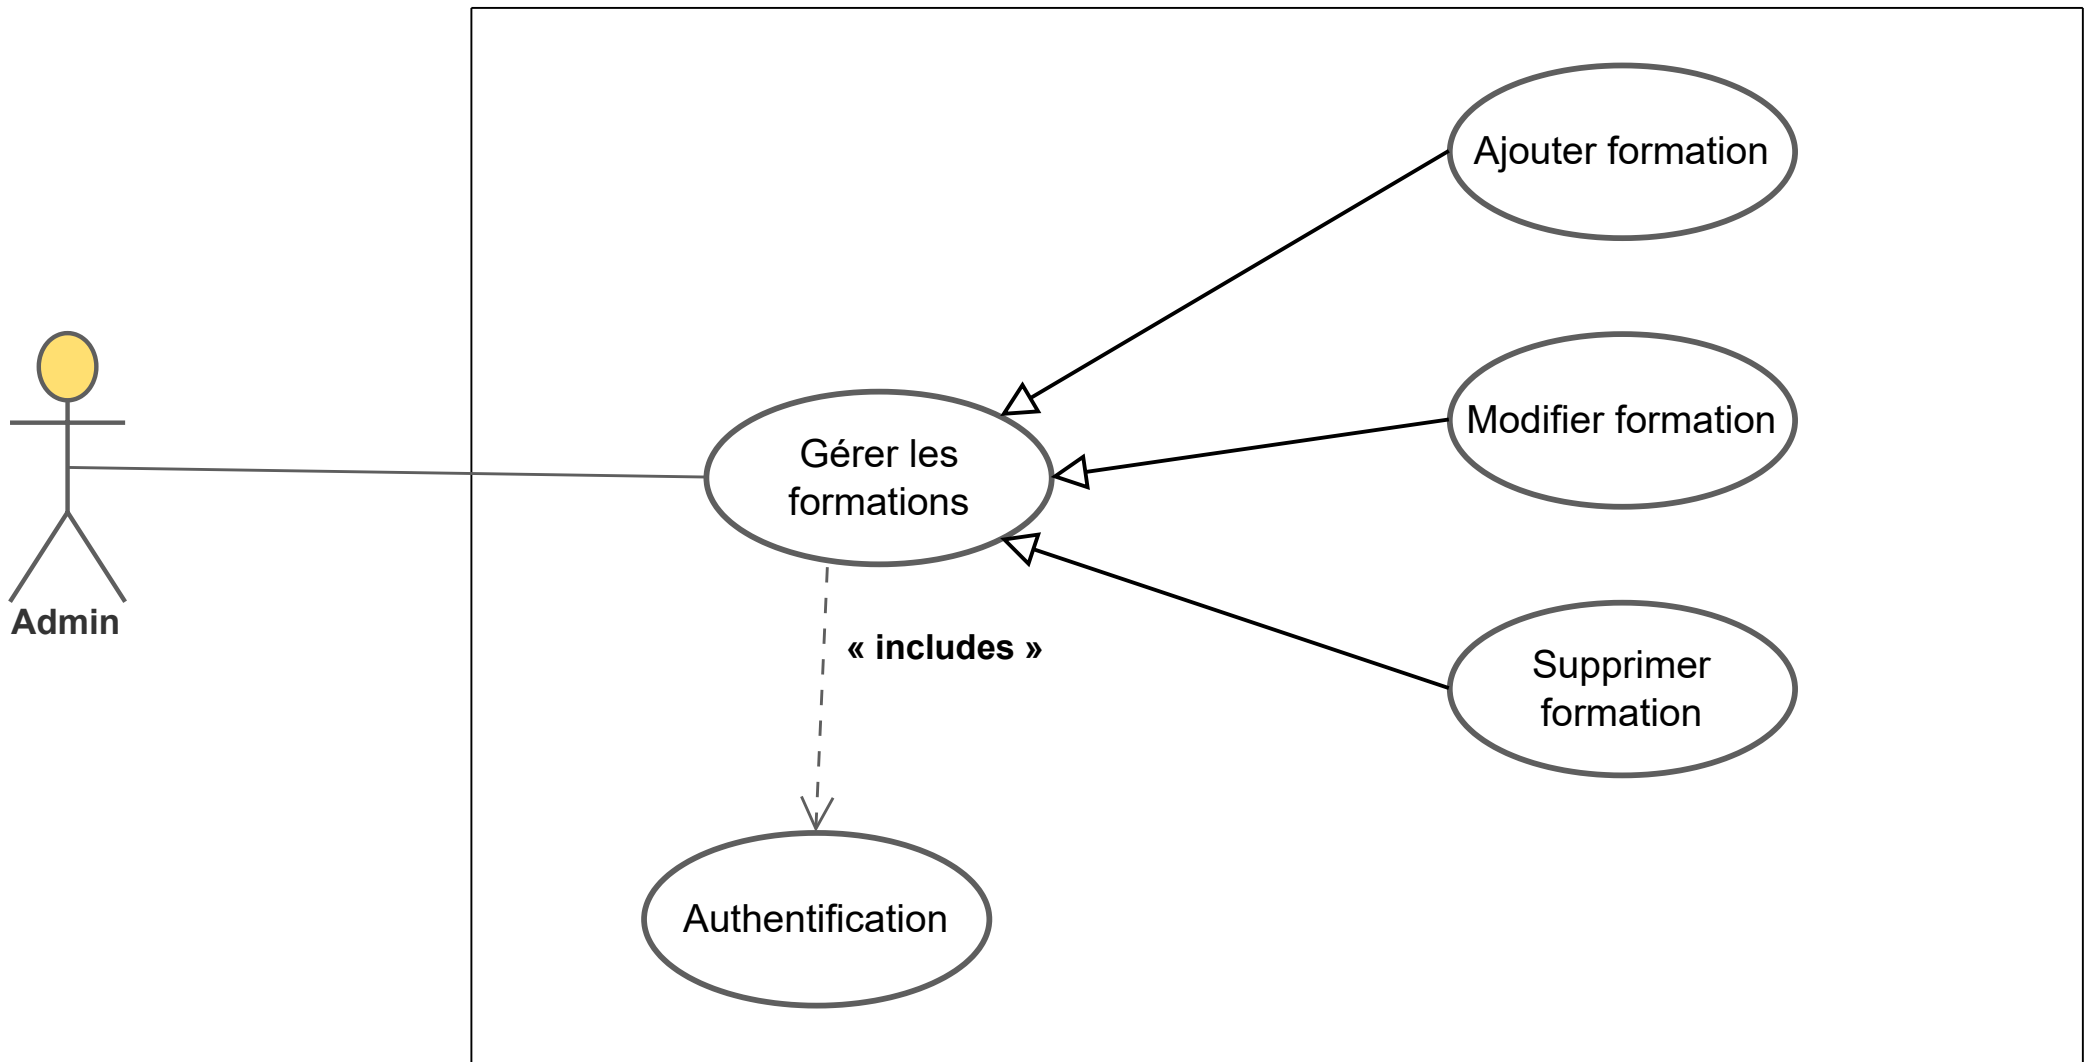 Ajouter formation
Modifier formation
Gérer les
formations
Admin
« includes »
Supprimer
formation
Authentification